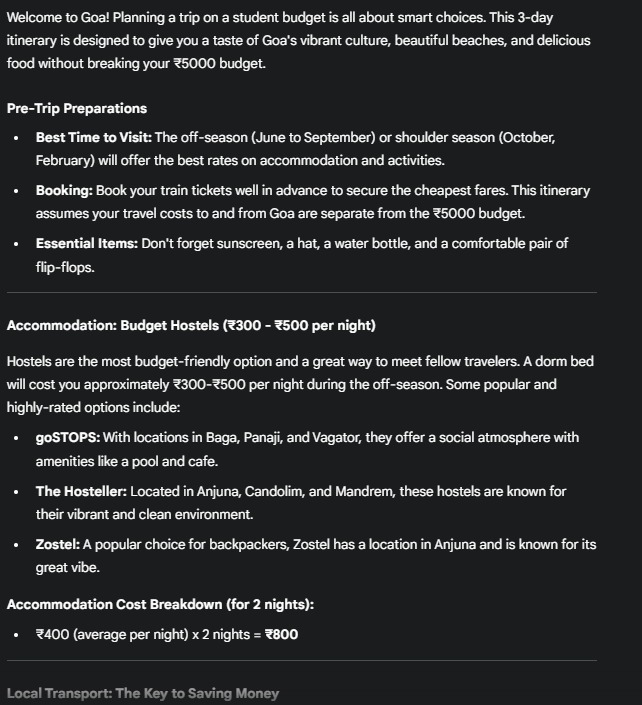 Welcome to Goa! Planning a trip on a student budget is all about smart choices. This 3-day
itinerary is designed to give you a taste of Goa's vibrant culture, beautiful beaches, and delicious
food without breaking your ₹5000 budget.
Pre-Trip Preparations
• Best Time to Visit: The off-season (June to September) or shoulder season (October,
February) will offer the best rates on accommodation and activities.
• Booking: Book your train tickets well in advance to secure the cheapest fares. This itinerary
assumes your travel costs to and from Goa are separate from the ₹5000 budget.
• Essential Items: Don't forget sunscreen, a hat, a water bottle, and a comfortable pair of
flip-flops.
Accommodation: Budget Hostels (₹300 - ₹500 per night)
Hostels are the most budget-friendly option and a great way to meet fellow travelers. A dorm bed
will cost you approximately ₹300-₹500 per night during the off-season. Some popular and
highly-rated options include:
• goSTOPS: With locations in Baga, Panaji, and Vagator, they offer a social atmosphere with
amenities like a pool and cafe.
• The Hosteller: Located in Anjuna, Candolim, and Mandrem, these hostels are known for
their vibrant and clean environment.
• Zostel: A popular choice for backpackers, Zostel has a location in Anjuna and is known for its
great vibe.
Accommodation Cost Breakdown (for 2 nights):
• ₹400 (average per night) x 2 nights = ₹800
Local Transport: The Key to Saving Money